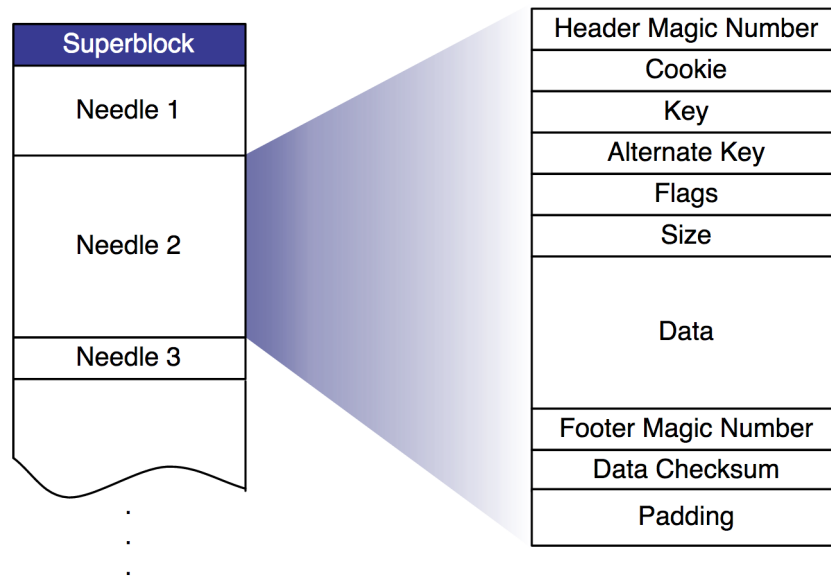 Superblock
Needle 1
Needle 2
Needle 3
.
.
.
Header Magic Number
Cookie
Key
Alternate Key
Flags
Size
Data
Footer Magic Number
Data Checksum
Padding